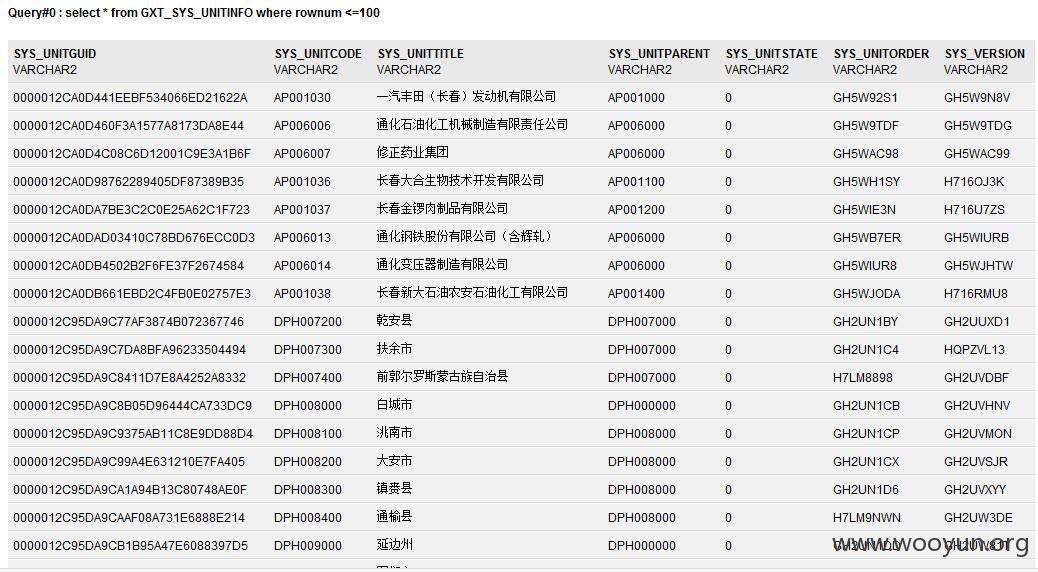 Query#0 : select * from GXT_SYS_UNITINFO where rownum <=100
SYS_UNITGUID SYS_UNITCODE SYS_UNITTITLE SYS_UNITPARENT SYS_UNITSTATE SYS_UNITORDER SYS_VERSION
VARCHAR2 VARCHAR2 VARCHAR2 VARCHAR2 VARCHAR2 VARCHAR2 VARCHAR2
0000012CA0D441EEBF534066ED21622A AP001030 一汽丰田（长春）发动机有限公司 AP001000 0 GH5W92S1 GH5W9N8V
0000012CA0D460F3A1577A8173DA8E44 AP006006 通化石油化工机械制造有限责任公司 AP006000 0 GH5W9TDF GH5W9TDG
0000012CA0D4C08C6D12001C9E3A1B6F AP006007 修正药业集团 AP006000 0 GH5WAC98 GH5WAC99
0000012CA0D98762289405DF87389B35 AP001036 长春大合生物技术开发有限公司 AP001100 0 GH5WH1SY H716OJ3K
0000012CA0DA7BE3C2C0E25A62C1F723 AP001037 长春金锣肉制品有限公司 AP001200 0 GH5WIE3N H716U7ZS
0000012CA0DAD03410C78BD676ECC0D3 AP006013 通化钢铁股份有限公司（含辉轧） AP006000 0 GH5WB7ER GH5WIURB
0000012CA0DB4502B2F6FE37F2674584 AP006014 通化变压器制造有限公司 AP006000 0 GH5WIUR8 GH5WJHTW
0000012CA0DB661EBD2C4FB0E02757E3 AP001038 长春新大石油农安石油化工有限公司 AP001400 0 GH5WJODA H716RMU8
0000012C95DA9C77AF3874B072367746 DPH007200 乾安县 DPH007000 0 GH2UN1BY GH2UUXD1
0000012C95DA9C7DA8BFA96233504494 DPH007300 扶余市 DPH007000 0 GH2UN1C4 HQPZVL13
0000012C95DA9C8411D7E8A4252A8332 DPH007400 前郭尔罗斯蒙古族自治县 DPH007000 0 H7LM8898 GH2UVDBF
0000012C95DA9C8B05D96444CA733DC9 DPH008000 白城市 DPH000000 0 GH2UN1CB GH2UVHNV
0000012C95DA9C9375AB11C8E9DD88D4 DPH008100 洮南市 DPH008000 0 GH2UN1CP GH2UVMON
0000012C95DA9C99A4E631210E7FA405 DPH008200 大安市 DPH008000 0 GH2UN1CX GH2UVSJR
0000012C95DA9CA1A94B13C80748AE0F DPH008300 镇赉县 DPH008000 0 GH2UN1D6 GH2UVXYY
0000012C95DA9CAAF08A731E6888E214 DPH008400 通榆县 DPH008000 0 H7LM9NWN GH2UW3DE
0000012C95DA9CB1B95A47E6088397D5 DPH009000 延边州 DPH000000 0
www.wooyun.org